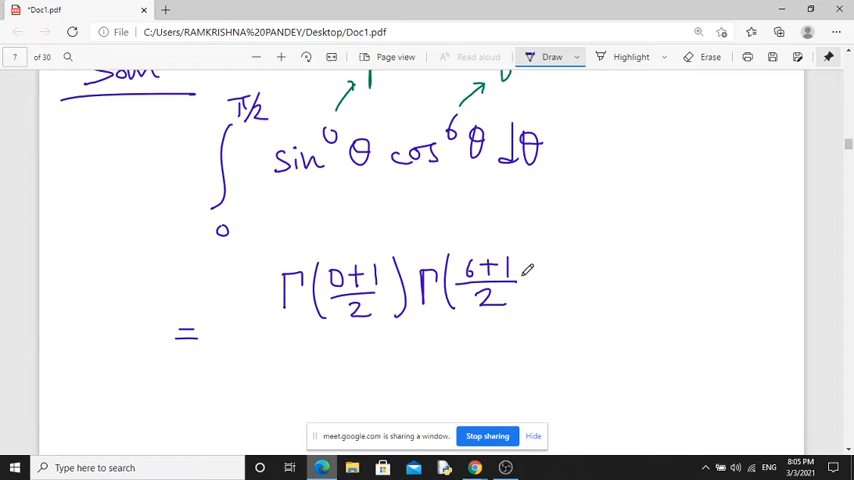 *Doc1.pdf
File | C:/Users/RAMKRISHNA%20PANDEY/Desktop/Doc1.pdf
7 of 30 Page view Read aloud Draw Highlight Erase
Soln
p q
π/2
∫ sin⁰ θ cos⁶ θ dθ
0
Γ(0+1/2) Γ(6+1/2
=
meet.google.com is sharing a window. Stop sharing Hide
Type here to search ENG 8:05 PM
3/3/2021